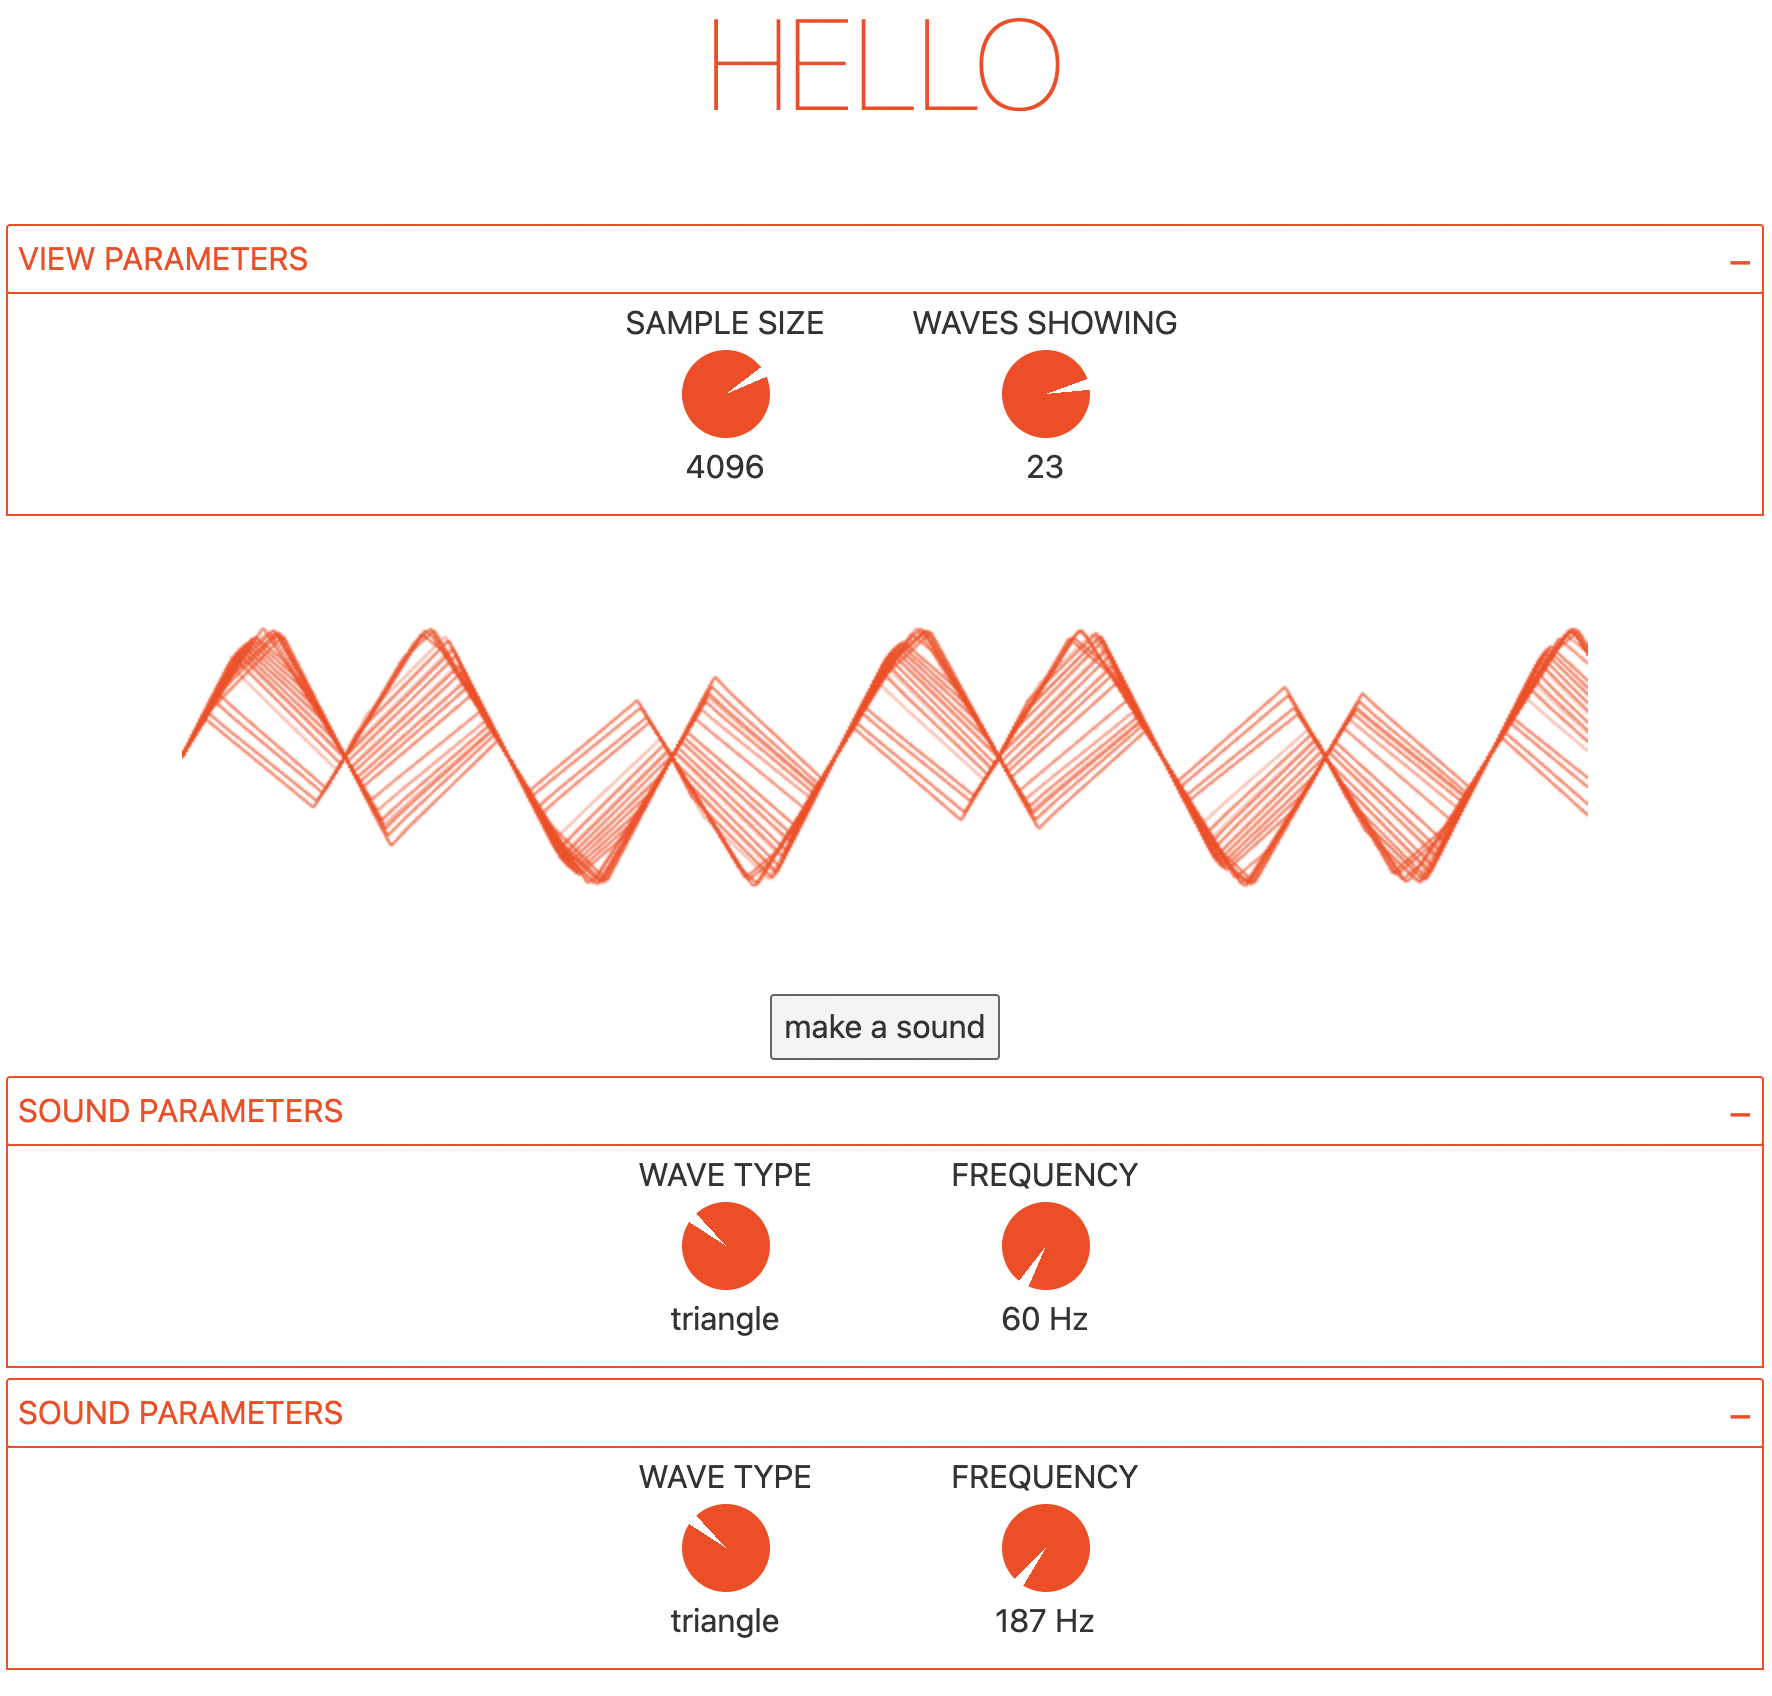 HELLO
VIEW PARAMETERS –
SAMPLE SIZE WAVES SHOWING
4096 23
make a sound
SOUND PARAMETERS –
WAVE TYPE FREQUENCY
triangle 60 Hz
SOUND PARAMETERS –
WAVE TYPE FREQUENCY
triangle 187 Hz